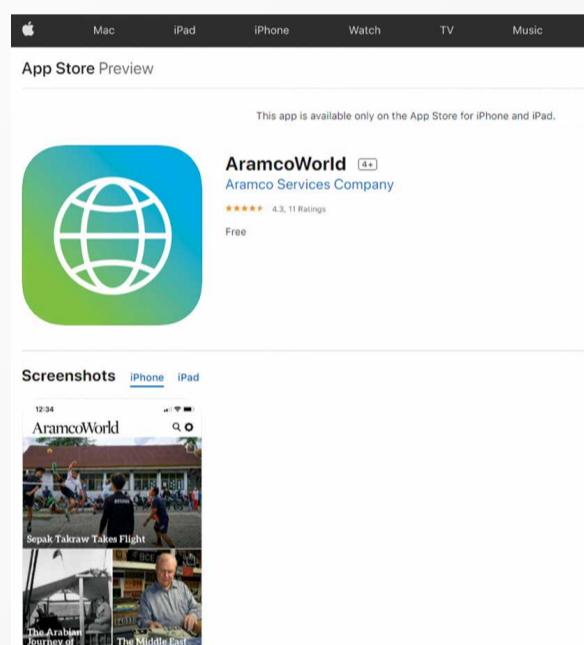 Mac iPad iPhone Watch TV Music
App Store Preview
This app is available only on the App Store for iPhone and iPad.
AramcoWorld 4+
Aramco Services Company
4.3, 11 Ratings
Free
Screenshots iPhone iPad
12:34
AramcoWorld
Sepak Takraw Takes Flight
BCE
The Arabian
Journey of
The Middle East